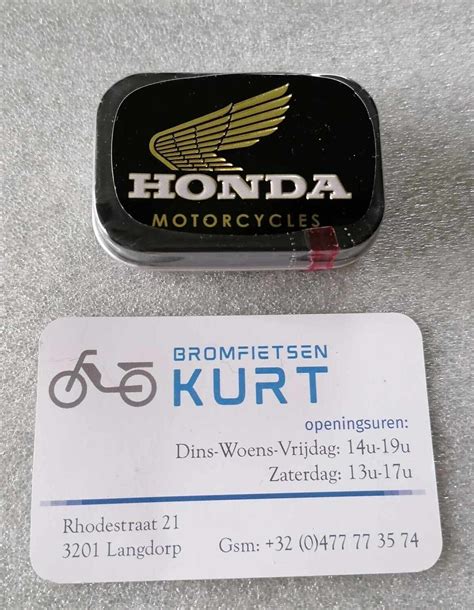 HONDA
MOTORCYCLES
BROMFIETSEN
KURT
openingsuren:
Dins-Woens-Vrijdag: 14u-19u
Zaterdag: 13u-17u
Rhodestraat 21
3201 Langdorp
Gsm: +32 (0)477 77 35 74